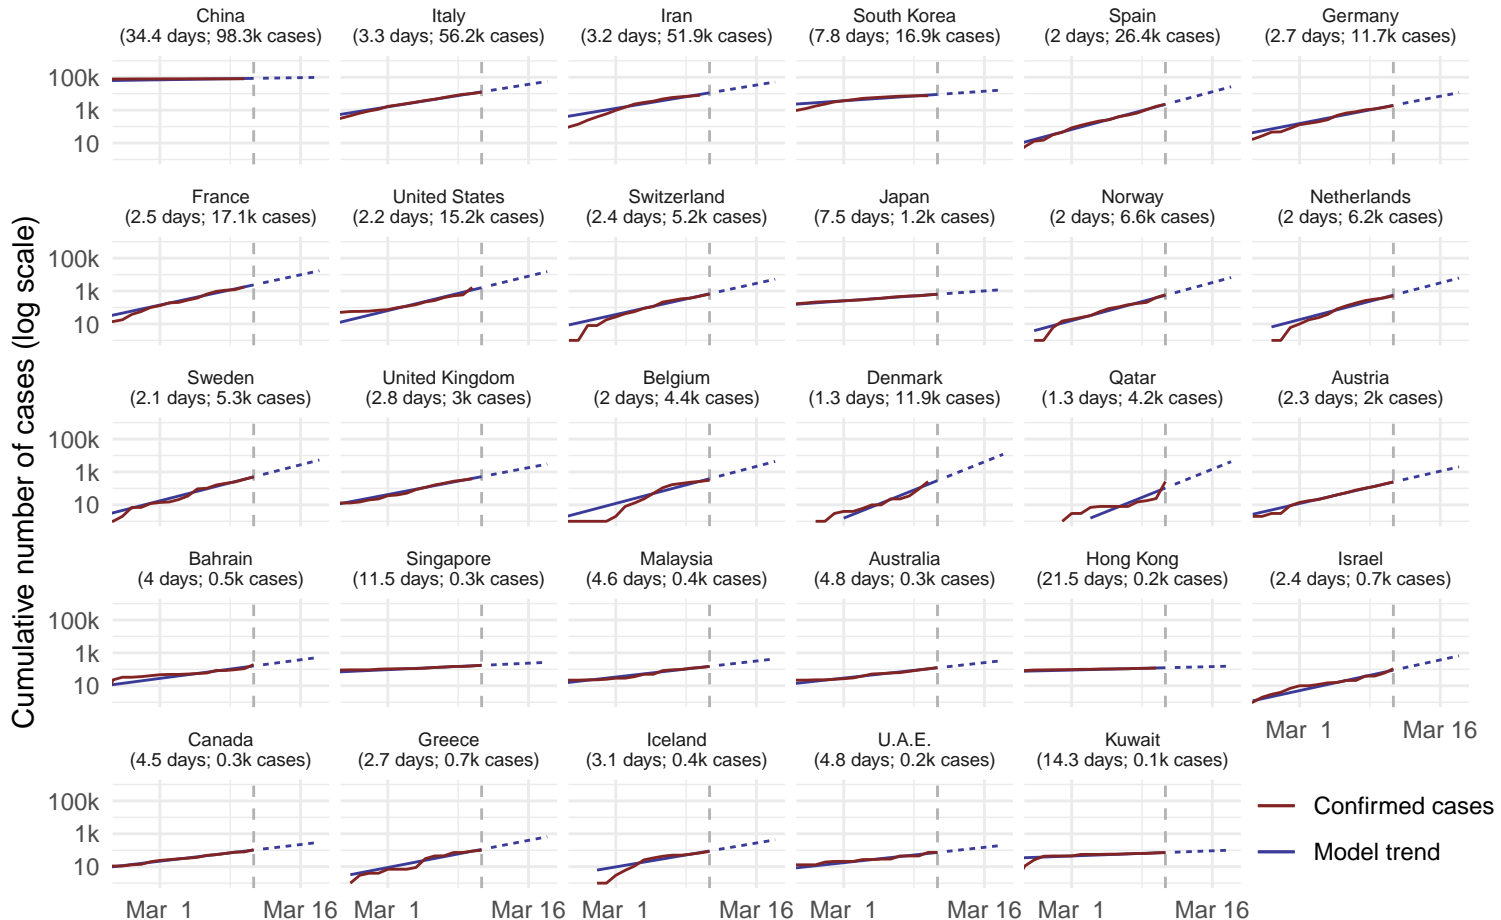 China
(34.4 days; 98.3k cases)
Italy
(3.3 days; 56.2k cases)
Iran
(3.2 days; 51.9k cases)
South Korea
(7.8 days; 16.9k cases)
Spain
(2 days; 26.4k cases)
Germany
(2.7 days; 11.7k cases)
100k
1k
10
France
(2.5 days; 17.1k cases)
United States
(2.2 days; 15.2k cases)
Switzerland
(2.4 days; 5.2k cases)
Japan
(7.5 days; 1.2k cases)
Norway
(2 days; 6.6k cases)
Netherlands
(2 days; 6.2k cases)
100k
1k
10
Cumulative number of cases (log scale)
Sweden
(2.1 days; 5.3k cases)
United Kingdom
(2.8 days; 3k cases)
Belgium
(2 days; 4.4k cases)
Denmark
(1.3 days; 11.9k cases)
Qatar
(1.3 days; 4.2k cases)
Austria
(2.3 days; 2k cases)
100k
1k
10
Bahrain
(4 days; 0.5k cases)
Singapore
(11.5 days; 0.3k cases)
Malaysia
(4.6 days; 0.4k cases)
Australia
(4.8 days; 0.3k cases)
Hong Kong
(21.5 days; 0.2k cases)
Israel
(2.4 days; 0.7k cases)
100k
1k
10
Mar 1
Mar 16
Canada
(4.5 days; 0.3k cases)
Greece
(2.7 days; 0.7k cases)
Iceland
(3.1 days; 0.4k cases)
U.A.E.
(4.8 days; 0.2k cases)
Kuwait
(14.3 days; 0.1k cases)
100k
1k
10
Confirmed cases
Model trend
Mar 1
Mar 16
Mar 1
Mar 16
Mar 1
Mar 16
Mar 1
Mar 16
Mar 1
Mar 16